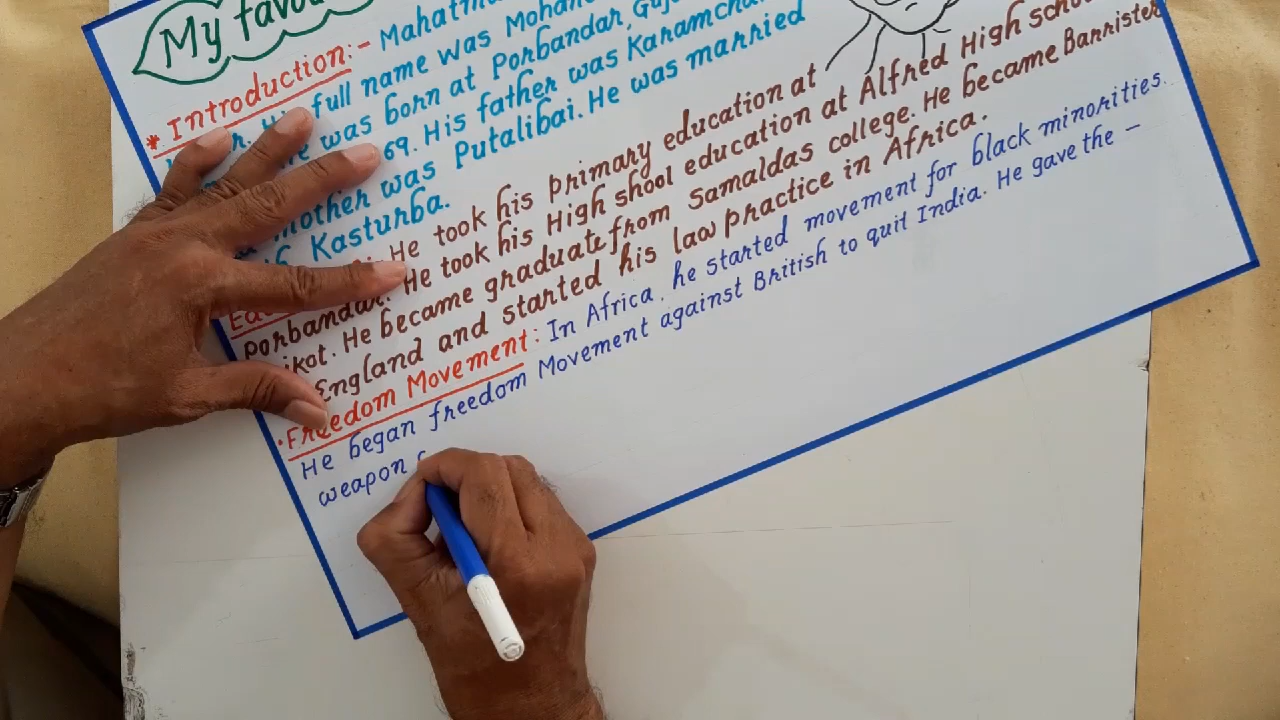 My favou
* Introduction:- Mahatma
full name was Mohan
was born at Porbandar, Guj
69. His father was Karamcha
mother was Putalibai. He was married
Kasturba.
He took his primary education at
porbandar. He took his High shool education at Alfred High schoo
ikot. He became graduate from Samaldas college. He became Barrister
England and started his law practice in Africa.
• Freedom Movement: In Africa, he started movement for black minorities.
He began freedom Movement against British to quit India. He gave the –
weapon